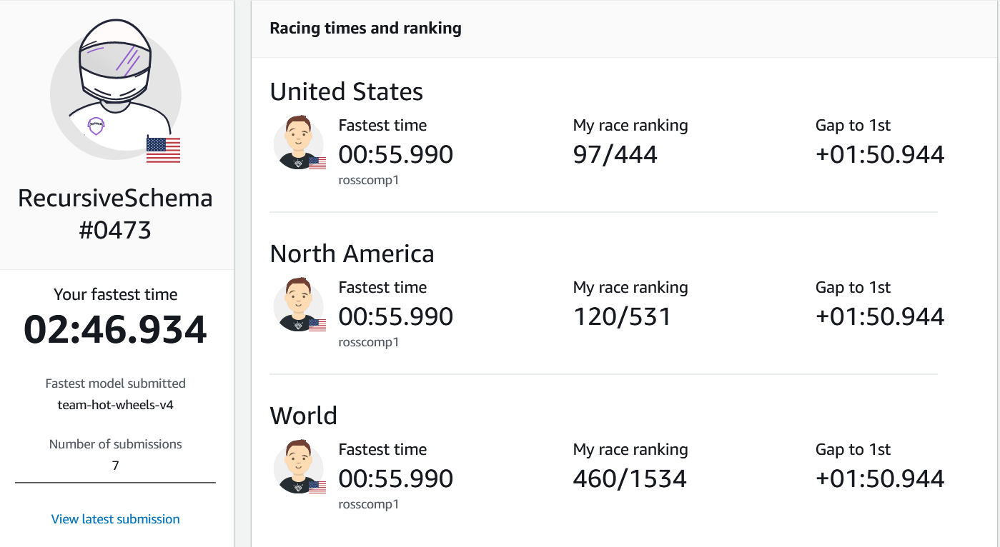 RecursiveSchema
#0473
Your fastest time
02:46.934
Fastest model submitted
team-hot-wheels-v4
Number of submissions
7
View latest submission
Racing times and ranking
United States
Fastest time
My race ranking
Gap to 1st
00:55.990
97/444
+01:50.944
rosscomp1
North America
Fastest time
My race ranking
Gap to 1st
00:55.990
120/531
+01:50.944
rosscomp1
World
Fastest time
My race ranking
Gap to 1st
00:55.990
460/1534
+01:50.944
rosscomp1